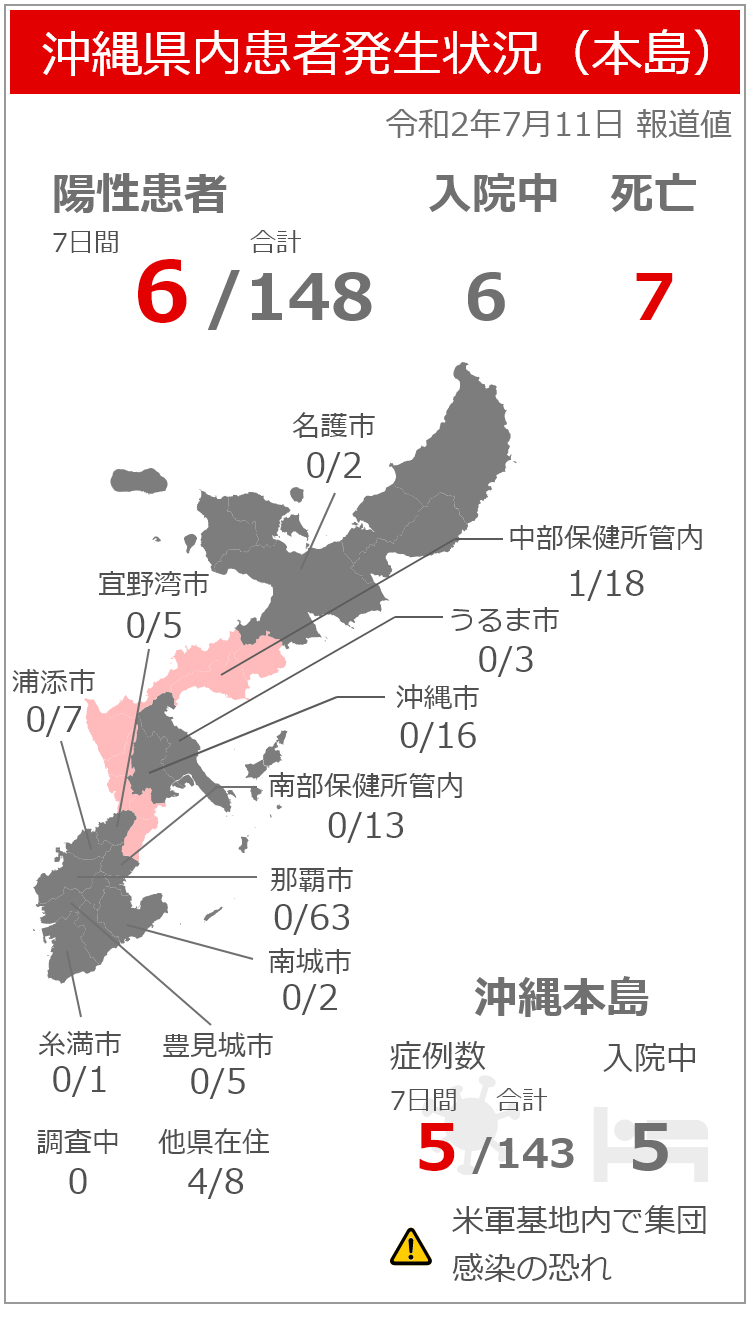 沖縄県内患者発生状況（本島）
令和2年7月11日 報道値
陽性患者 入院中 死亡
7日間 合計
6/148 6 7
名護市
0/2
中部保健所管内
1/18
宜野湾市
0/5
うるま市
0/3
浦添市
0/7
沖縄市
0/16
南部保健所管内
0/13
那覇市
0/63
南城市
0/2
糸満市
0/1
豊見城市
0/5
調査中
0
他県在住
4/8
沖縄本島
症例数 入院中
7日間 合計
5/143 5
米軍基地内で集団
感染の恐れ